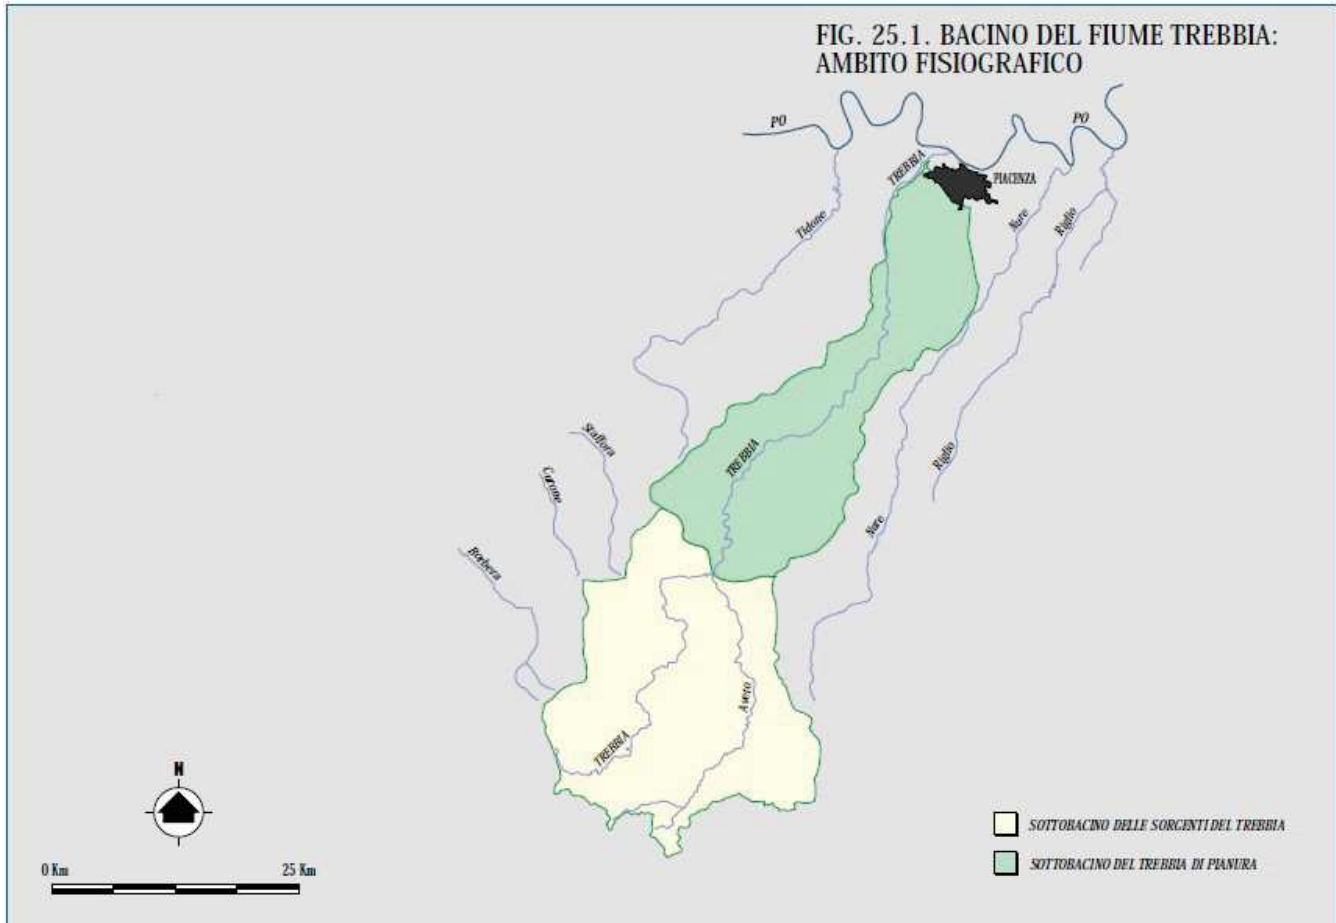 FIG. 25.1. BACINO DEL FIUME TREBBIA:
AMBITO FISIOGRAFICO
PO
PO
TREBBIA
PIACENZA
Tidone
Nure
Riglio
Staffora
TREBBIA
Curone
Riglio
Nure
Borbera
Aveto
TREBBIA
N
SOTTOBACINO DELLE SORGENTI DEL TREBBIA
SOTTOBACINO DEL TREBBIA DI PIANURA
0 Km
25 Km